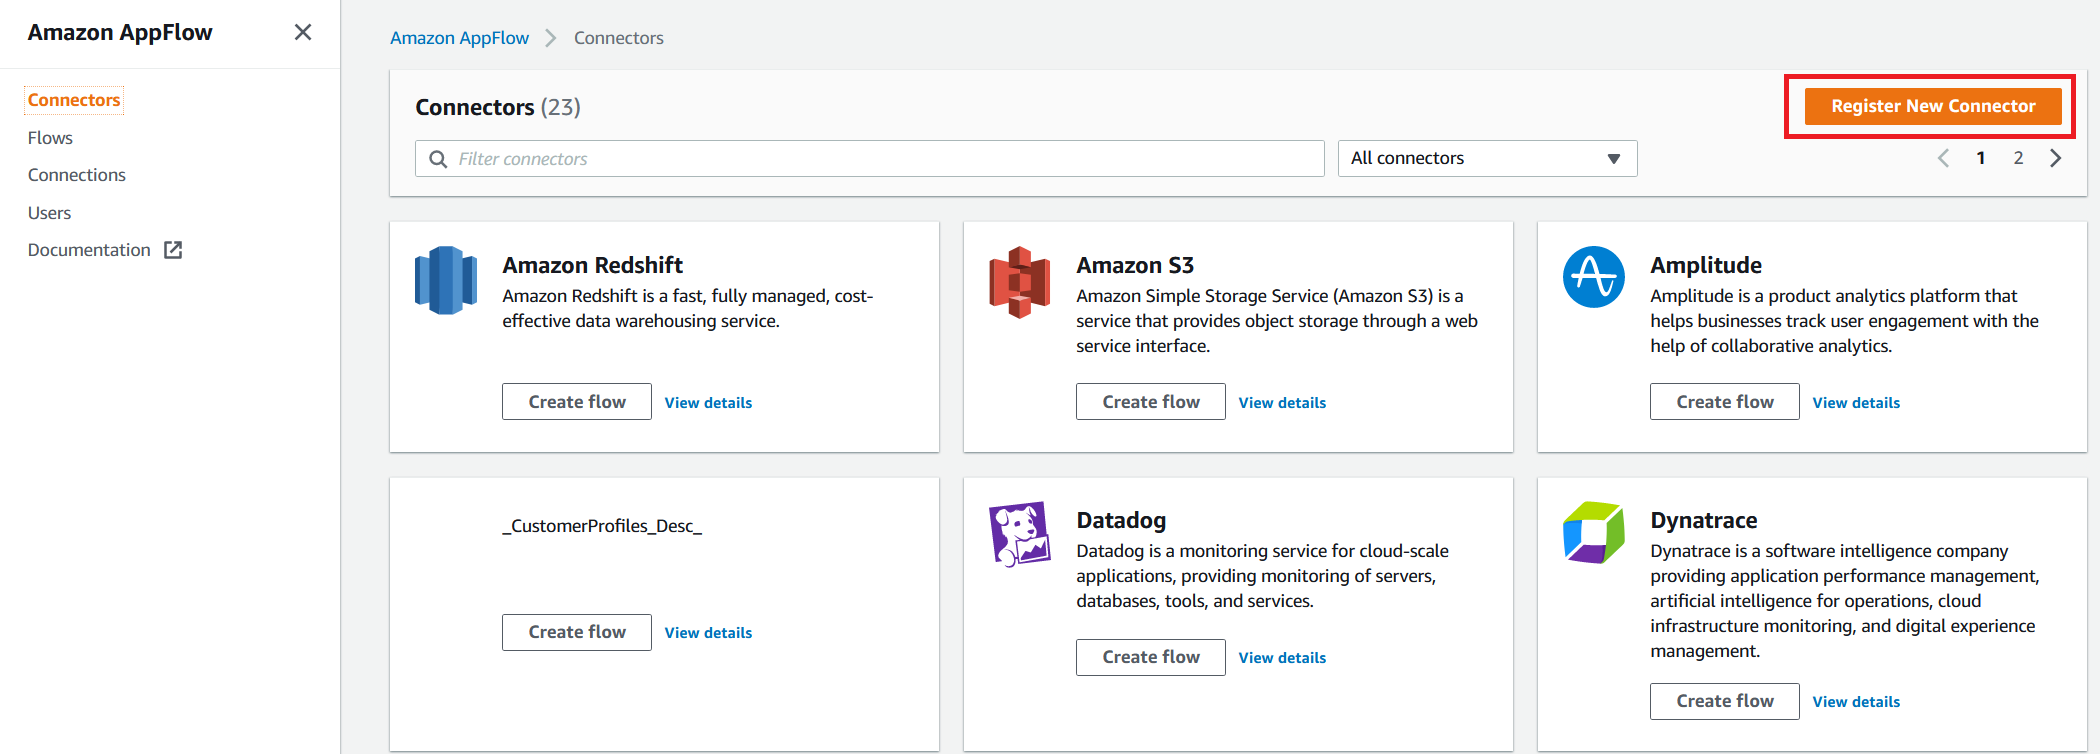 Amazon AppFlow
Connectors
Flows
Connections
Users
Documentation
Amazon AppFlow > Connectors
Connectors (23)
Register New Connector
Filter connectors
All connectors
1 2
Amazon Redshift
Amazon Redshift is a fast, fully managed, cost-
effective data warehousing service.
Create flow View details
Amazon S3
Amazon Simple Storage Service (Amazon S3) is a
service that provides object storage through a web
service interface.
Create flow View details
Amplitude
Amplitude is a product analytics platform that
helps businesses track user engagement with the
help of collaborative analytics.
Create flow View details
_CustomerProfiles_Desc_
Create flow View details
Datadog
Datadog is a monitoring service for cloud-scale
applications, providing monitoring of servers,
databases, tools, and services.
Create flow View details
Dynatrace
Dynatrace is a software intelligence company
providing application performance management,
artificial intelligence for operations, cloud
infrastructure monitoring, and digital experience
management.
Create flow View details